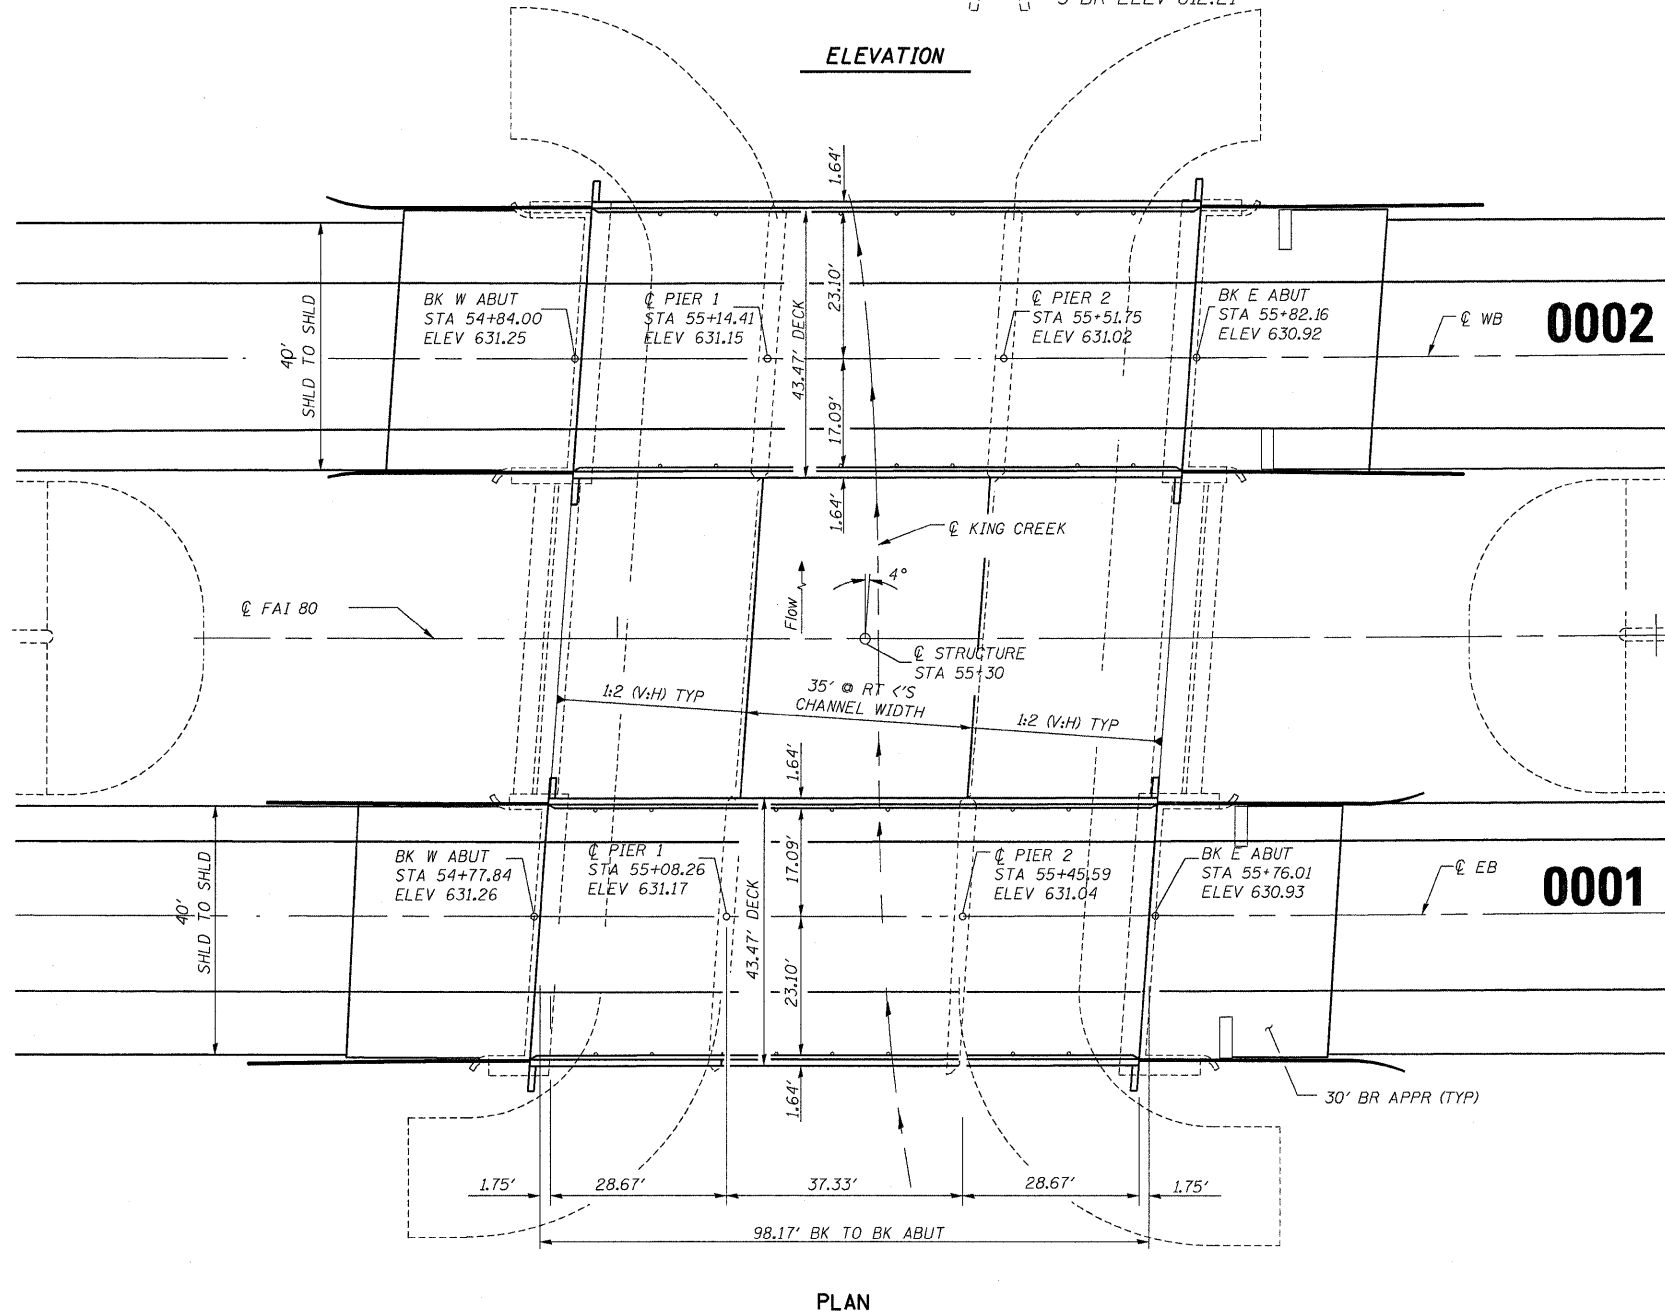 5 BK ELEV 612.21
ELEVATION
1.64'
BK W ABUT
STA 54+84.00
ELEV 631.25
℄ PIER 1
STA 55+14.41
ELEV 631.15
43.47' DECK
23.10'
17.09'
1.64'
℄ PIER 2
STA 55+51.75
ELEV 631.02
BK E ABUT
STA 55+82.16
ELEV 630.92
℄ WB
0002
40'
SHLD TO SHLD
℄ KING CREEK
4°
Flow
℄ FAI 80
℄ STRUCTURE
STA 55+30
1:2 (V:H) TYP
35' @ RT <'S
CHANNEL WIDTH
1:2 (V:H) TYP
1.64'
BK W ABUT
STA 54+77.84
ELEV 631.26
℄ PIER 1
STA 55+08.26
ELEV 631.17
43.47' DECK
17.09'
23.10'
1.64'
℄ PIER 2
STA 55+45.59
ELEV 631.04
BK E ABUT
STA 55+76.01
ELEV 630.93
℄ EB
0001
40'
SHLD TO SHLD
30' BR APPR (TYP)
1.75'
28.67'
37.33'
28.67'
1.75'
98.17' BK TO BK ABUT
PLAN